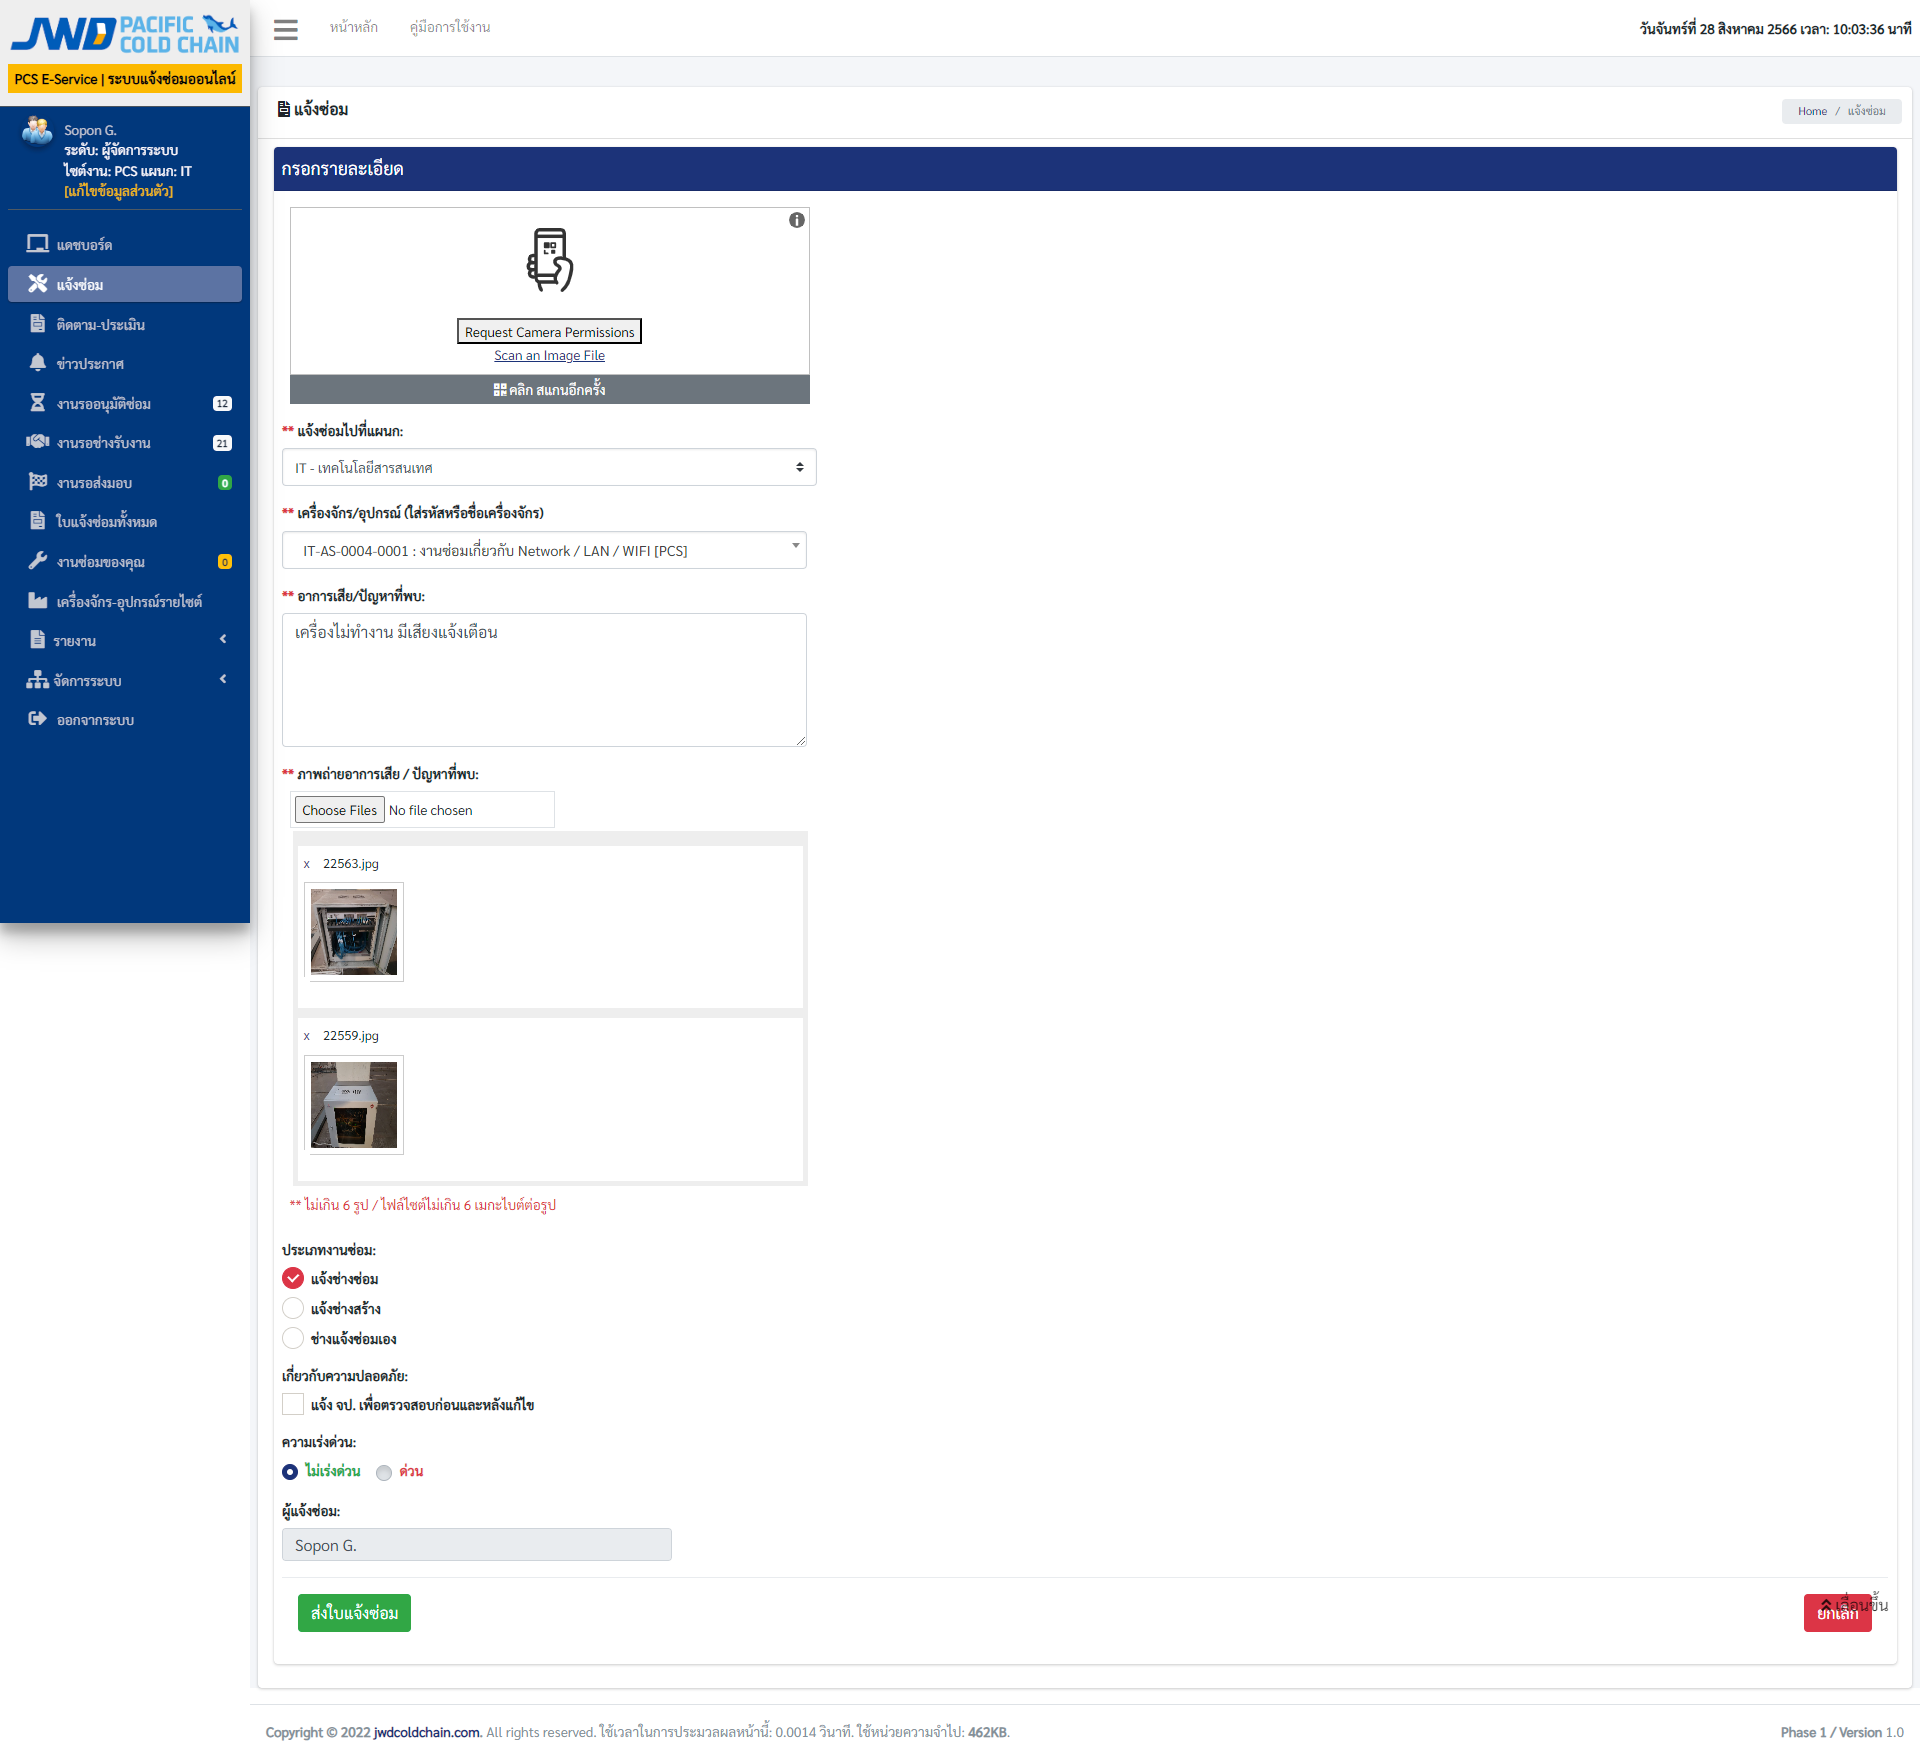 JWD PACIFIC COLD CHAIN
PCS E-Service | ระบบแจ้งซ่อมออนไลน์
Sopon G.
ระดับ: ผู้จัดการระบบ
ไซต์งาน: PCS แผนก: IT
[แก้ไขข้อมูลส่วนตัว]
แดชบอร์ด
แจ้งซ่อม
ติดตาม-ประเมิน
ข่าวประกาศ
งานรออนุมัติซ่อม 12
งานรอช่างรับงาน 21
งานรอส่งมอบ 0
ใบแจ้งซ่อมทั้งหมด
งานซ่อมของคุณ 0
เครื่องจักร-อุปกรณ์รายไซต์
รายงาน
จัดการระบบ
ออกจากระบบ
หน้าหลัก คู่มือการใช้งาน
วันจันทร์ที่ 28 สิงหาคม 2566 เวลา: 10:03:36 นาที
แจ้งซ่อม
Home / แจ้งซ่อม
กรอกรายละเอียด
Request Camera Permissions
Scan an Image File
คลิก สแกนอีกครั้ง
** แจ้งซ่อมไปที่แผนก:
IT - เทคโนโลยีสารสนเทศ
** เครื่องจักร/อุปกรณ์ (ใส่รหัสหรือชื่อเครื่องจักร)
IT-AS-0004-0001 : งานซ่อมเกี่ยวกับ Network / LAN / WIFI [PCS]
** อาการเสีย/ปัญหาที่พบ:
เครื่องไม่ทำงาน มีเสียงแจ้งเตือน
** ภาพถ่ายอาการเสีย / ปัญหาที่พบ:
Choose Files No file chosen
x 22563.jpg
x 22559.jpg
** ไม่เกิน 6 รูป / ไฟล์ไซต์ไม่เกิน 6 เมกะไบต์ต่อรูป
ประเภทงานซ่อม:
แจ้งช่างซ่อม
แจ้งช่างสร้าง
ช่างแจ้งซ่อมเอง
เกี่ยวกับความปลอดภัย:
แจ้ง จป. เพื่อตรวจสอบก่อนและหลังแก้ไข
ความเร่งด่วน:
ไม่เร่งด่วน ด่วน
ผู้แจ้งซ่อม:
Sopon G.
ส่งใบแจ้งซ่อม
ยกเลิก
เลื่อนขึ้น
Copyright © 2022 jwdcoldchain.com. All rights reserved. ใช้เวลาในการประมวลผลหน้านี้: 0.0014 วินาที. ใช้หน่วยความจำไป: 462KB.
Phase 1 / Version 1.0